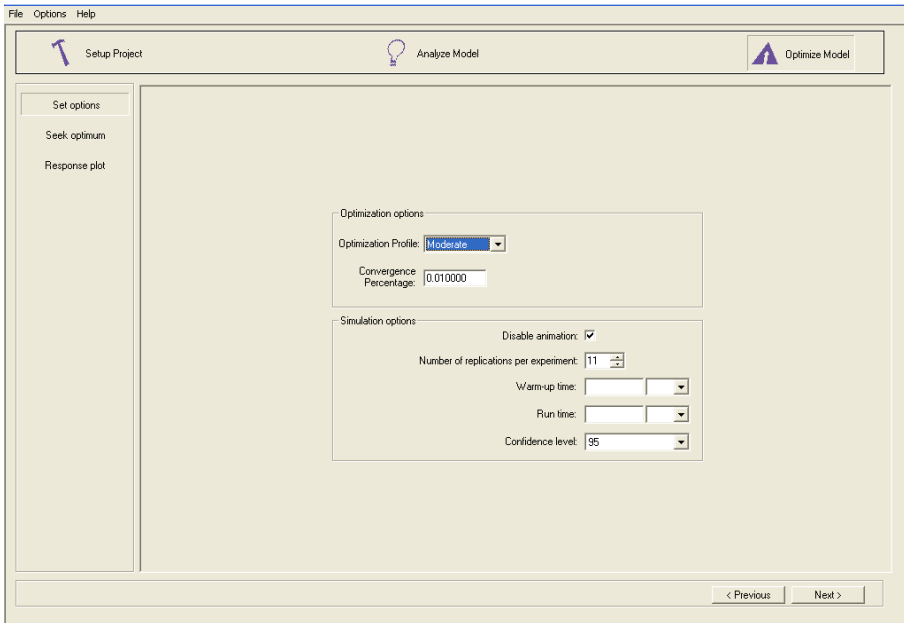 File Options Help
Setup Project
Analyze Model
Optimize Model
Set options
Seek optimum
Response plot
Optimization options
Optimization Profile: Moderate
Convergence
Percentage: 0.010000
Simulation options
Disable animation:
Number of replications per experiment: 11
Warm-up time:
Run time:
Confidence level: 95
< Previous
Next >